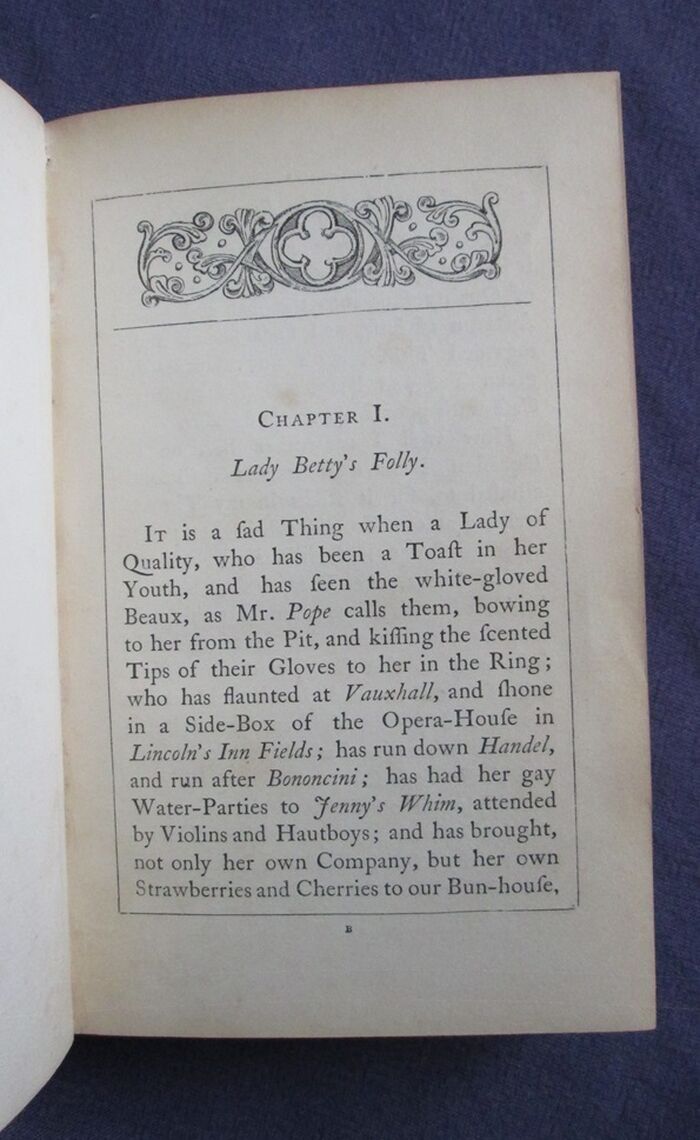 CHAPTER I.
Lady Betty's Folly.
IT is a ſad Thing when a Lady of
Quality, who has been a Toaſt in her
Youth, and has ſeen the white-gloved
Beaux, as Mr. Pope calls them, bowing
to her from the Pit, and kiſſing the ſcented
Tips of their Gloves to her in the Ring;
who has flaunted at Vauxhall, and ſhone
in a Side-Box of the Opera-Houſe in
Lincoln's Inn Fields; has run down Handel,
and run after Bononcini; has had her gay
Water-Parties to Jenny's Whim, attended
by Violins and Hautboys; and has brought,
not only her own Company, but her own
Strawberries and Cherries to our Bun-houſe,
B